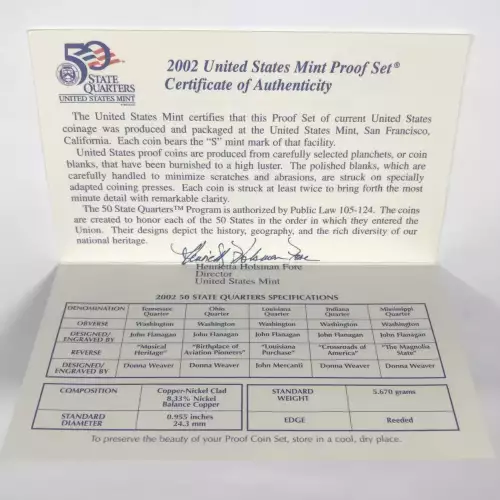 50
STATE
QUARTERS
UNITED STATES MINT
2002 United States Mint Proof Set®
Certificate of Authenticity
The United States Mint certifies that this Proof Set of current United States
coinage was produced and packaged at the United States Mint, San Francisco,
California. Each coin bears the "S" mint mark of that facility.
United States proof coins are produced from carefully selected planchets, or coin
blanks, that have been burnished to a high luster. The polished blanks, which are
carefully handled to minimize scratches and abrasions, are struck on specially
adapted coining presses. Each coin is struck at least twice to bring forth the most
minute detail with remarkable clarity.
The 50 State Quarters™ Program is authorized by Public Law 105-124. The coins
are created to honor each of the 50 States in the order in which they entered the
Union. Their designs depict the history, geography, and the rich diversity of our
national heritage.
Henrietta Holsman Fore
Henrietta Holsman Fore
Director
United States Mint
2002 50 STATE QUARTERS SPECIFICATIONS
DENOMINATION Tennessee Quarter Ohio Quarter Louisiana Quarter Indiana Quarter Mississippi Quarter
OBVERSE Washington Washington Washington Washington Washington
DESIGNED/ ENGRAVED BY John Flanagan John Flanagan John Flanagan John Flanagan John Flanagan
REVERSE "Musical Heritage" "Birthplace of Aviation Pioneers" "Louisiana Purchase" "Crossroads of America" "The Magnolia State"
DESIGNED/ ENGRAVED BY Donna Weaver Donna Weaver John Mercanti Donna Weaver Donna Weaver
COMPOSITION Copper-Nickel Clad 8.33% Nickel Balance Copper STANDARD WEIGHT 5.670 grams
STANDARD DIAMETER 0.955 inches 24.3 mm EDGE Reeded
To preserve the beauty of your Proof Coin Set, store in a cool, dry place.